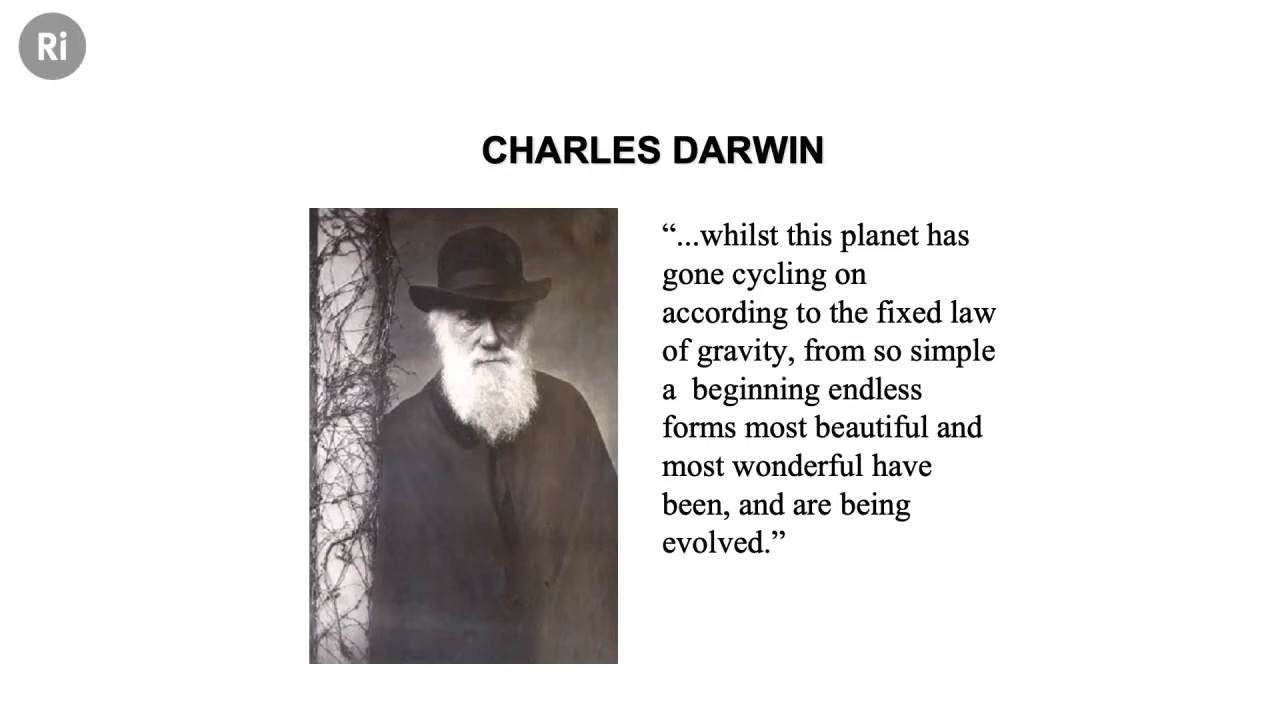 Ri
CHARLES DARWIN
“...whilst this planet has
gone cycling on
according to the fixed law
of gravity, from so simple
a  beginning endless
forms most beautiful and
most wonderful have
been, and are being
evolved.”